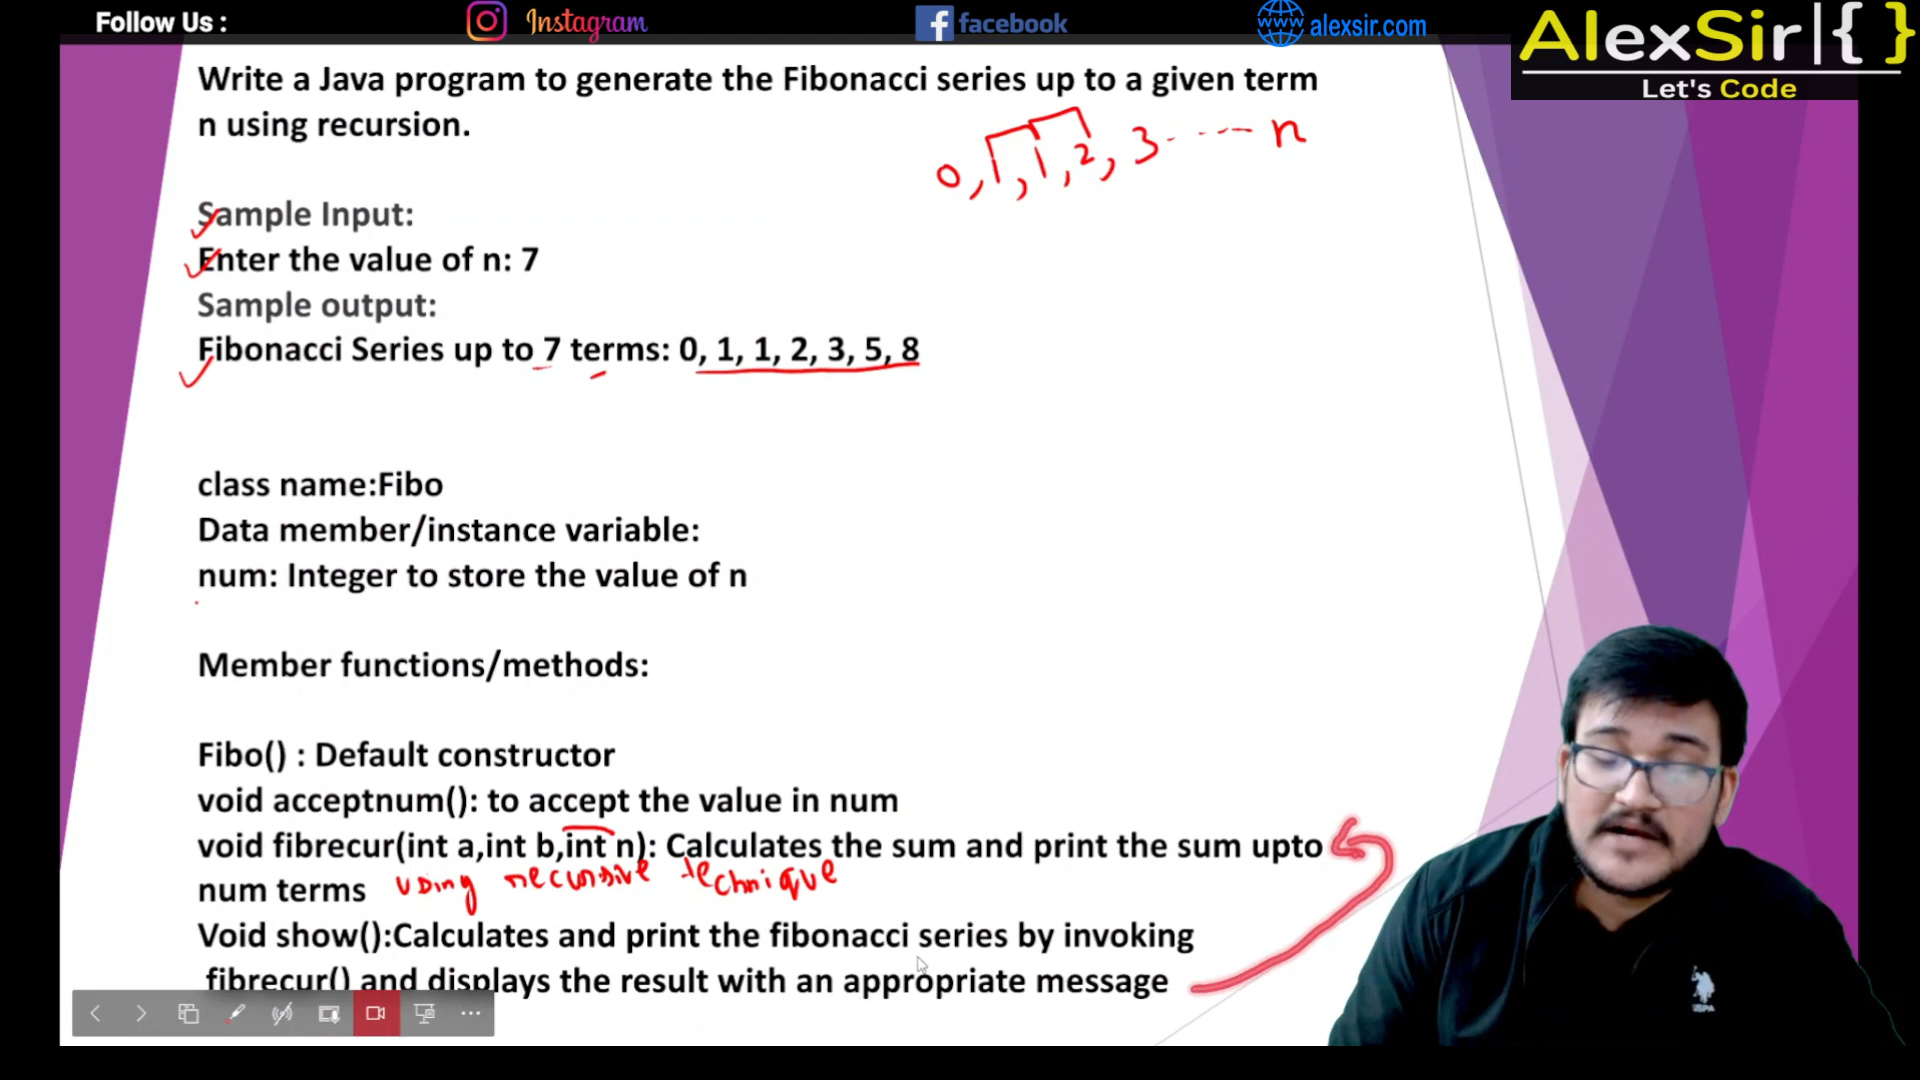 Follow Us :
Instagram
facebook
alexsir.com
AlexSir|{ }
Let's Code
Write a Java program to generate the Fibonacci series up to a given term
n using recursion.
0, 1, 1, 2, 3 ----- n
Sample Input:
Enter the value of n: 7
Sample output:
Fibonacci Series up to 7 terms: 0, 1, 1, 2, 3, 5, 8
class name:Fibo
Data member/instance variable:
num: Integer to store the value of n
Member functions/methods:
Fibo() : Default constructor
void acceptnum(): to accept the value in num
void fibrecur(int a,int b,int n): Calculates the sum and print the sum upto
num terms using recursive technique
Void show():Calculates and print the fibonacci series by invoking
fibrecur() and displays the result with an appropriate message
USPA